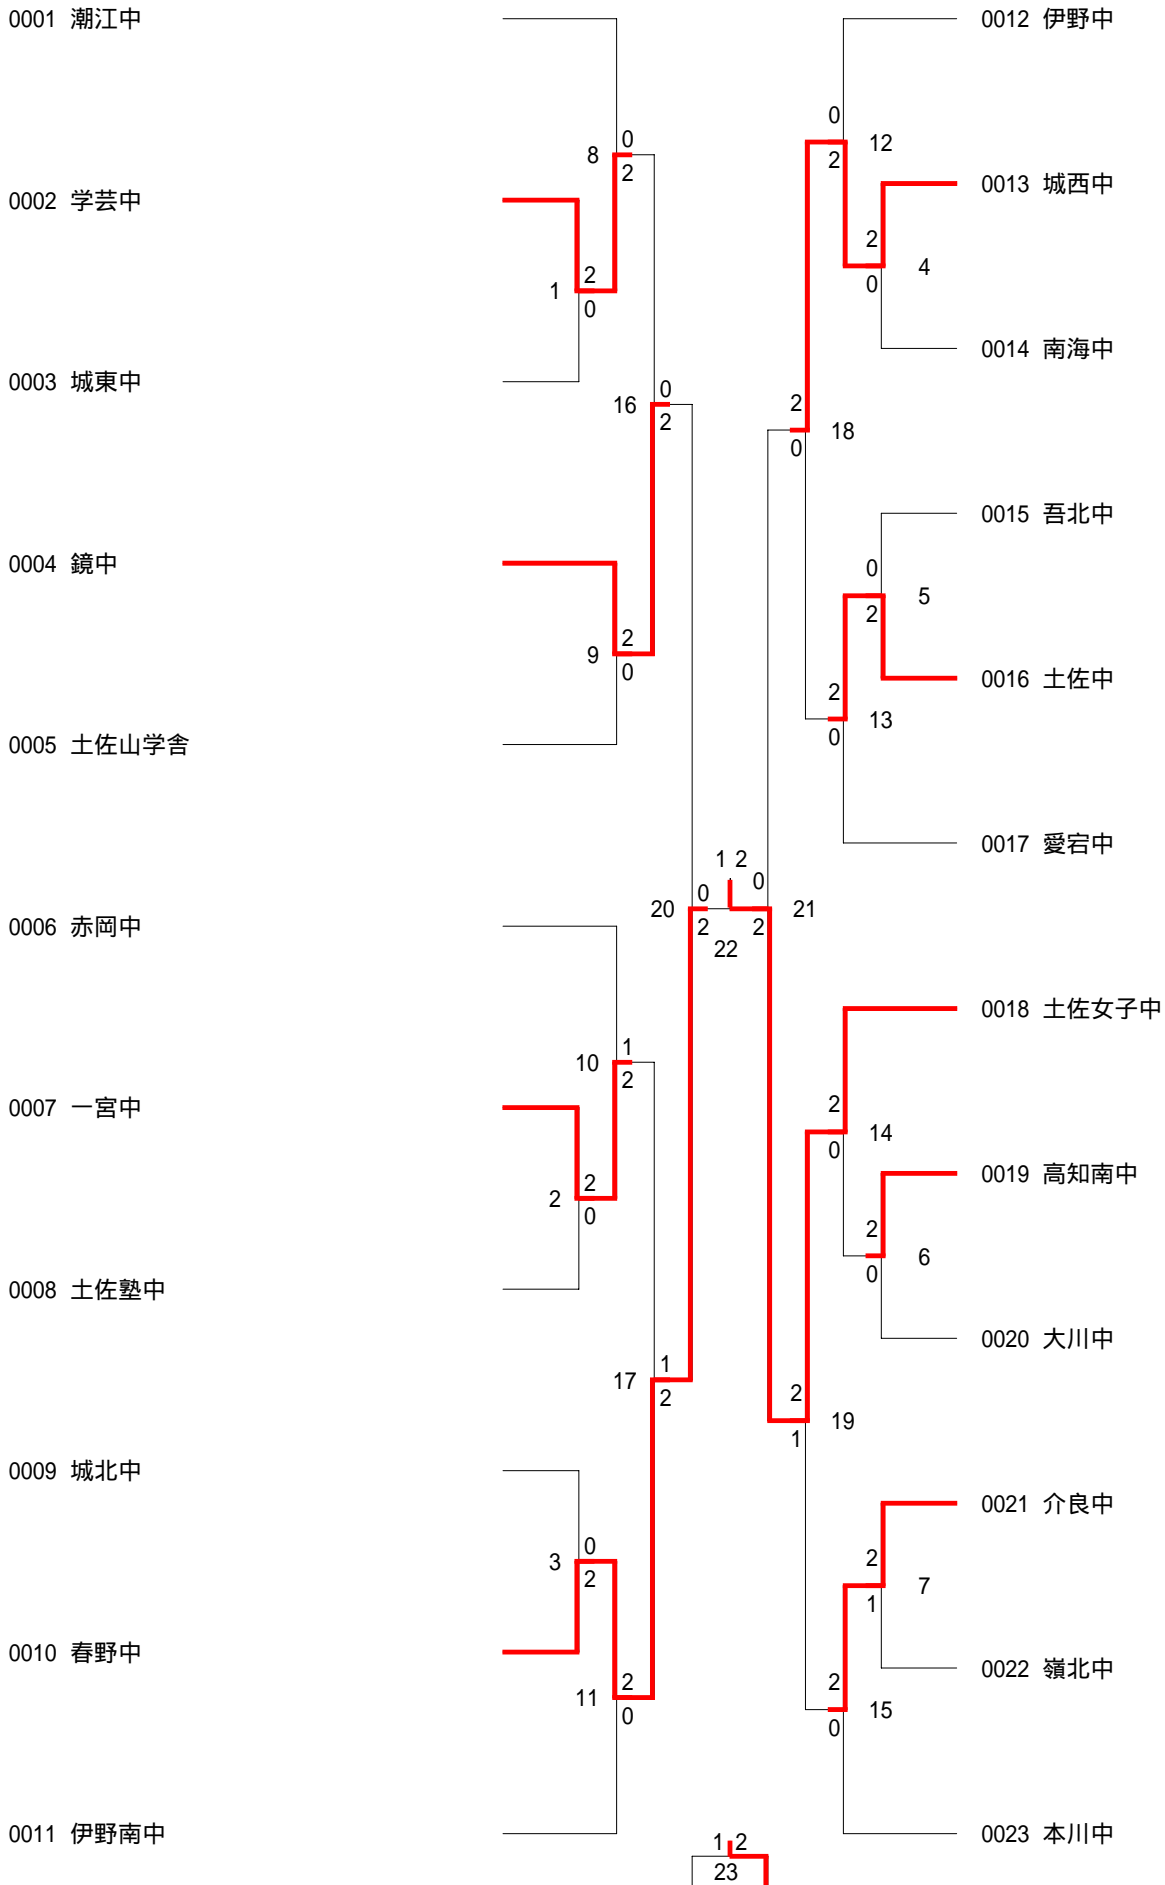 0001 潮江中
0012 伊野中
0
12
8
0
2
2
0002 学芸中
0013 城西中
2
4
0
1
2
0
0014 南海中
0003 城東中
16
0
2
2
18
0
0015 吾北中
0004 鏡中
0
5
2
9
2
0
0016 土佐中
2
13
0
0005 土佐山学舎
0017 愛宕中
1 2
20
0
2
22
0
2
21
0006 赤岡中
0018 土佐女子中
10
1
2
2
14
0
0007 一宮中
0019 高知南中
2
2
0
2
6
0
0008 土佐塾中
0020 大川中
17
1
2
2
19
1
0009 城北中
0021 介良中
3
0
2
2
7
1
0010 春野中
0022 嶺北中
11
2
0
2
15
0
0011 伊野南中
0023 本川中
1 2
23